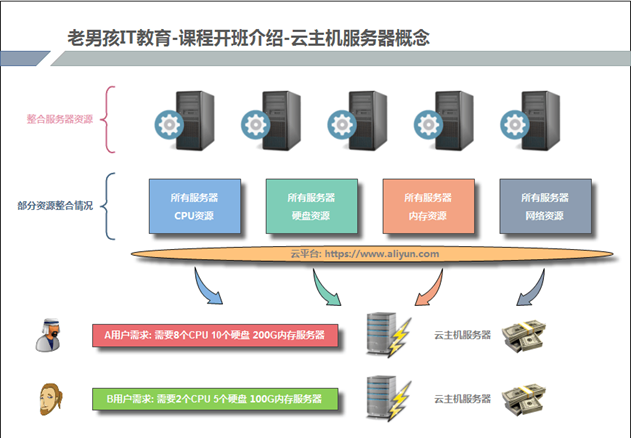 老男孩IT教育-课程开班介绍-云主机服务器概念
整合服务器资源
部分资源整合情况
所有服务器
CPU资源
所有服务器
硬盘资源
所有服务器
内存资源
所有服务器
网络资源
云平台: https://www.aliyun.com
A用户需求: 需要8个CPU 10个硬盘 200G内存服务器
云主机服务器
B用户需求: 需要2个CPU 5个硬盘 100G内存服务器
云主机服务器